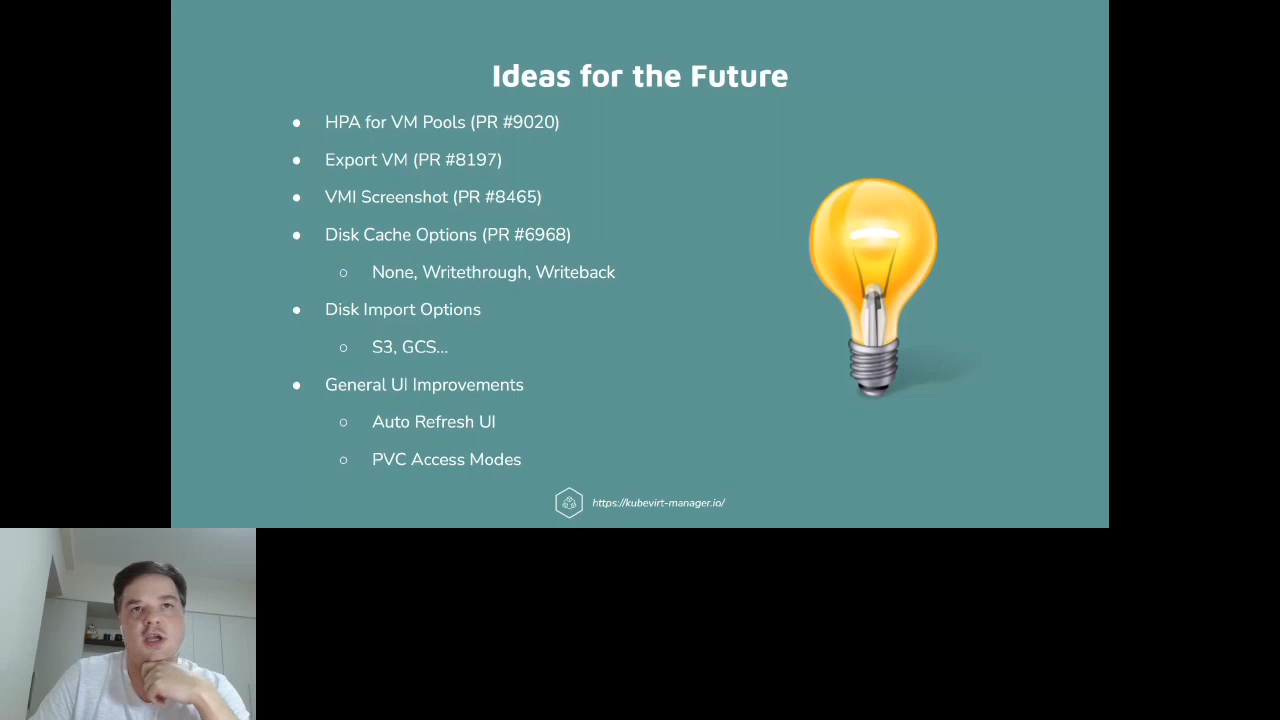 Ideas for the Future
● HPA for VM Pools (PR #9020)
● Export VM (PR #8197)
● VMI Screenshot (PR #8465)
● Disk Cache Options (PR #6968)
○ None, Writethrough, Writeback
● Disk Import Options
○ S3, GCS...
● General UI Improvements
○ Auto Refresh UI
○ PVC Access Modes
https://kubevirt-manager.io/